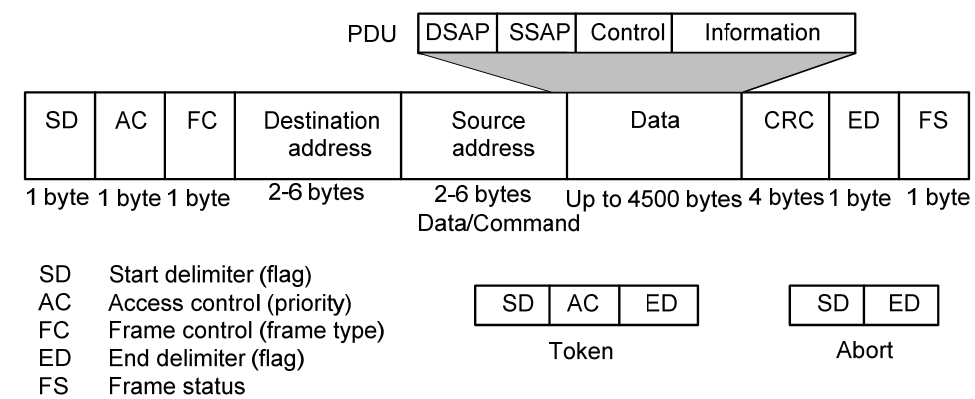 PDU DSAP SSAP Control Information
SD AC FC Destination address Source address Data CRC ED FS
1 byte 1 byte 1 byte 2-6 bytes 2-6 bytes Up to 4500 bytes 4 bytes 1 byte 1 byte
Data/Command
SD Start delimiter (flag)
AC Access control (priority)
FC Frame control (frame type)
ED End delimiter (flag)
FS Frame status
SD AC ED
Token
SD ED
Abort